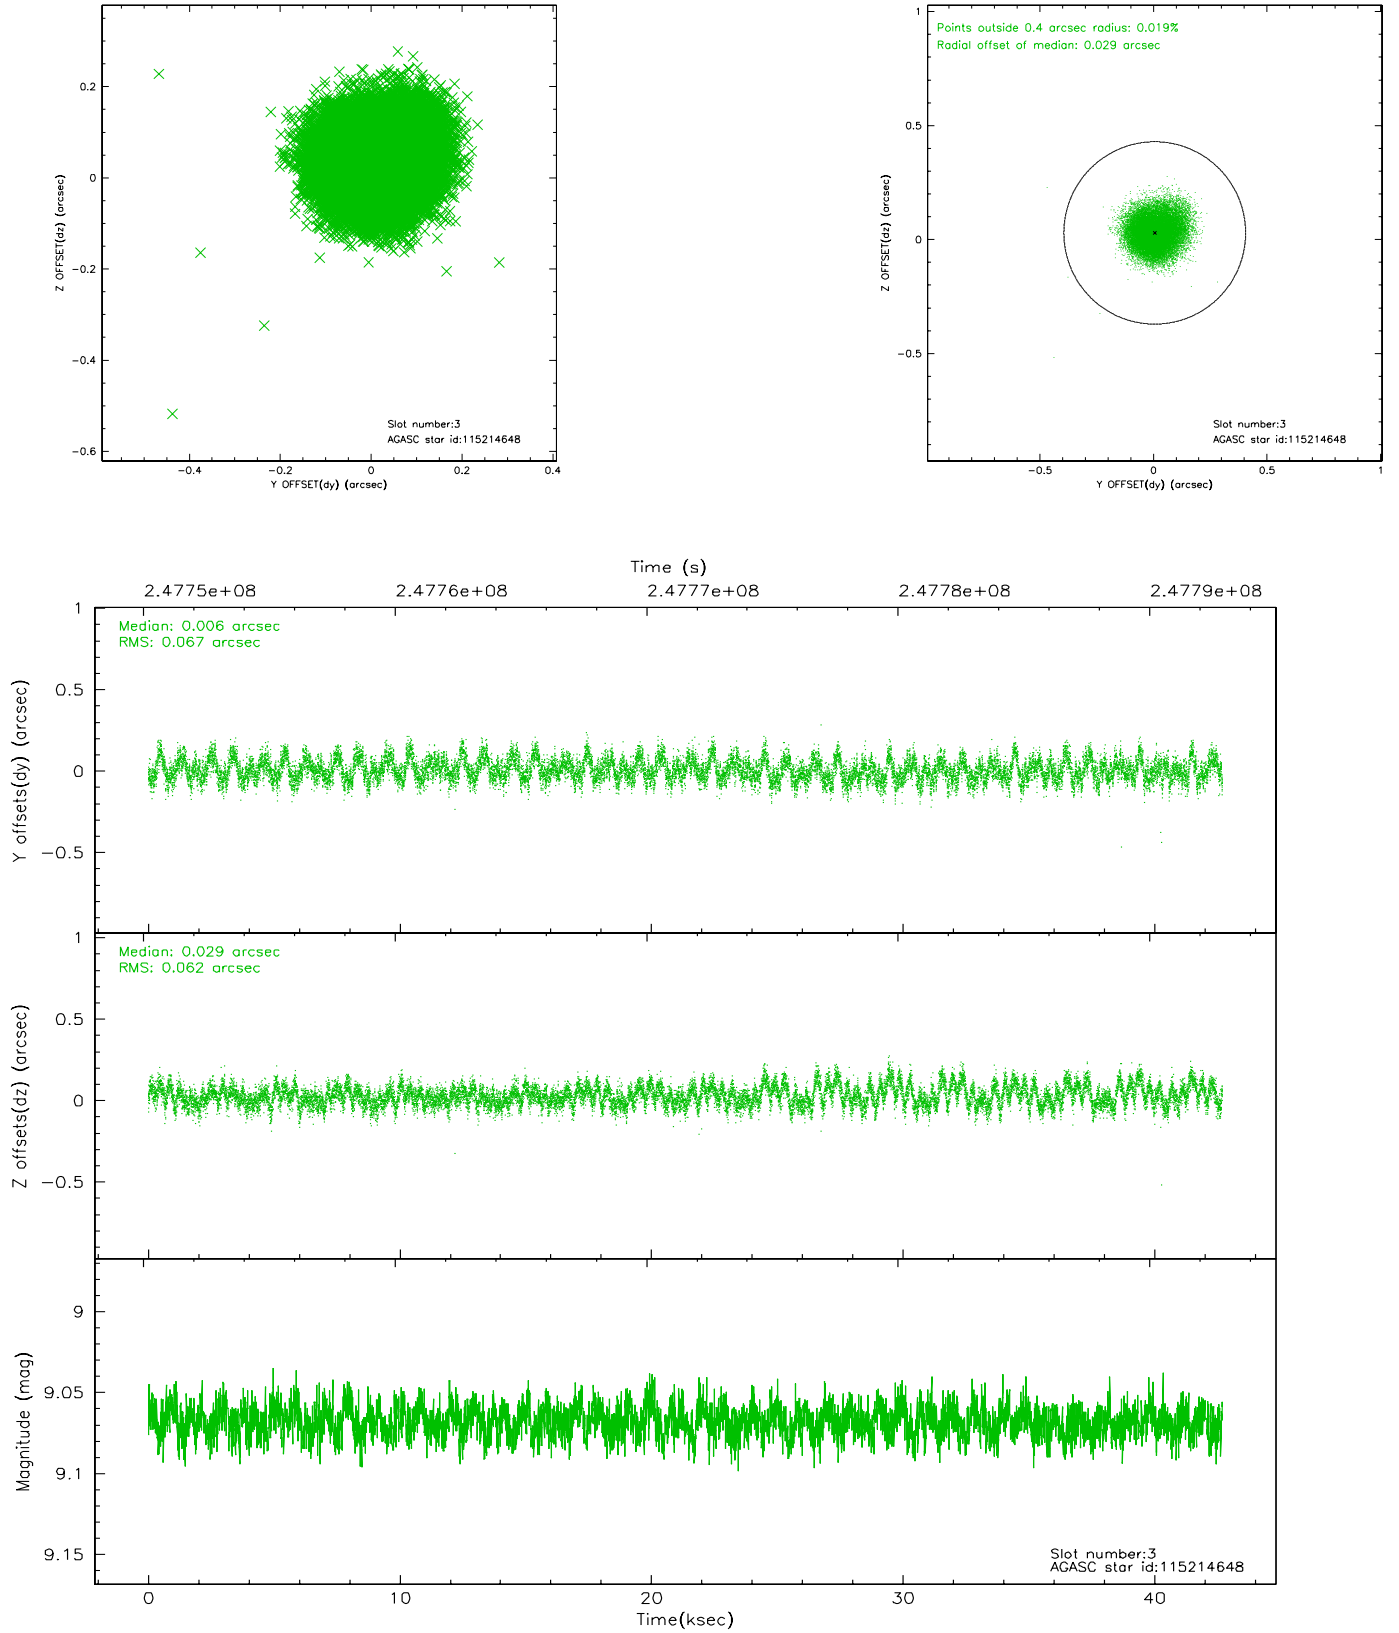 0.2
0
-0.2
-0.4
-0.6
Z OFFSET(dz) (arcsec)
-0.4 -0.2 0 0.2 0.4
Y OFFSET(dy) (arcsec)
Slot number:3
AGASC star id:115214648
Points outside 0.4 arcsec radius: 0.019%
Radial offset of median: 0.029 arcsec
1
0.5
0
-0.5
Z OFFSET(dz) (arcsec)
-0.5 0 0.5 1
Y OFFSET(dy) (arcsec)
Slot number:3
AGASC star id:115214648
Time (s)
2.4775e+08 2.4776e+08 2.4777e+08 2.4778e+08 2.4779e+08
Median: 0.006 arcsec
RMS: 0.067 arcsec
1
0.5
0
-0.5
Y offsets(dy) (arcsec)
Median: 0.029 arcsec
RMS: 0.062 arcsec
1
0.5
0
-0.5
Z offsets(dz) (arcsec)
9
9.05
9.1
9.15
Magnitude (mag)
Slot number:3
AGASC star id:115214648
0 10 20 30 40
Time(ksec)